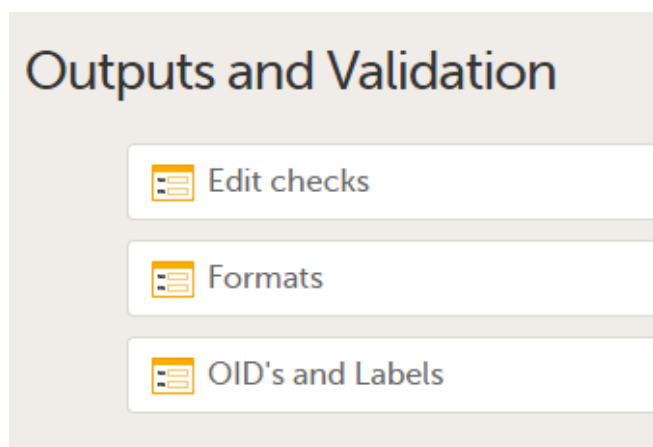 Outputs and Validation
Edit checks
Formats
OID's and Labels